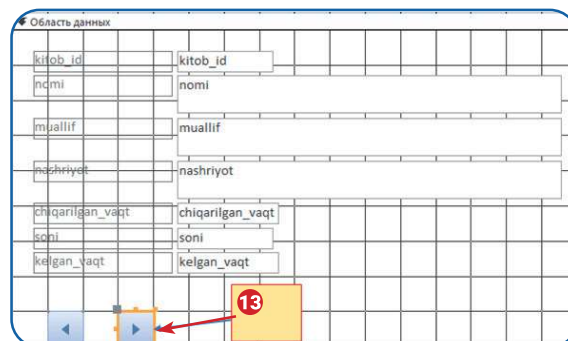 Область данных
kitob_id kitob_id
nomi nomi
muallif muallif
nashriyot nashriyot
chiqarilgan_vaqt chiqarilgan_vaqt
soni soni
kelgan_vaqt kelgan_vaqt
13